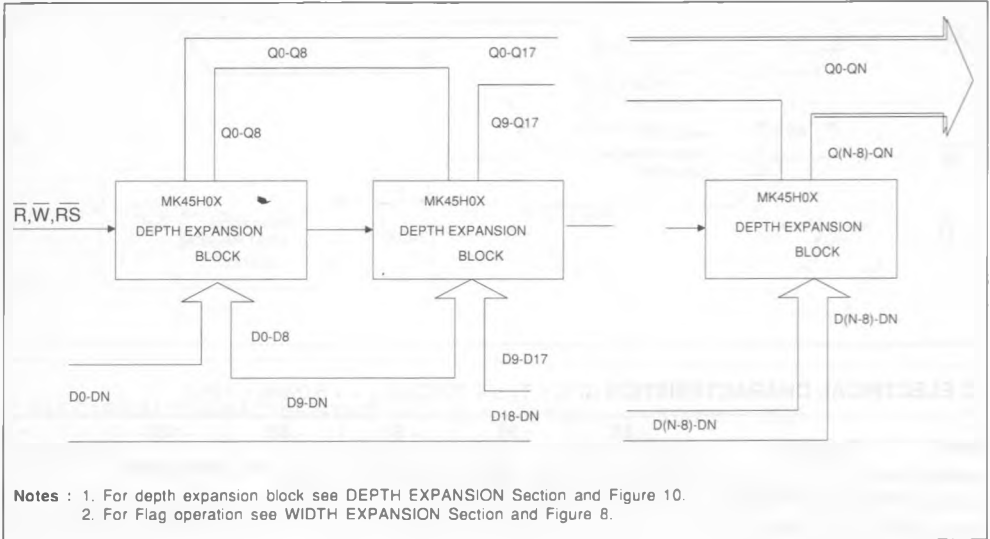 Q0-Q8
Q0-Q17
Q0-QN
Q0-Q8
Q9-Q17
Q(N-8)-QN
R̅,W̅,R̅S̅
MK45H0X
DEPTH EXPANSION
BLOCK
MK45H0X
DEPTH EXPANSION
BLOCK
MK45H0X
DEPTH EXPANSION
BLOCK
D0-D8
D9-D17
D(N-8)-DN
D0-DN
D9-DN
D18-DN
D(N-8)-DN
Notes : 1. For depth expansion block see DEPTH EXPANSION Section and Figure 10.
2. For Flag operation see WIDTH EXPANSION Section and Figure 8.